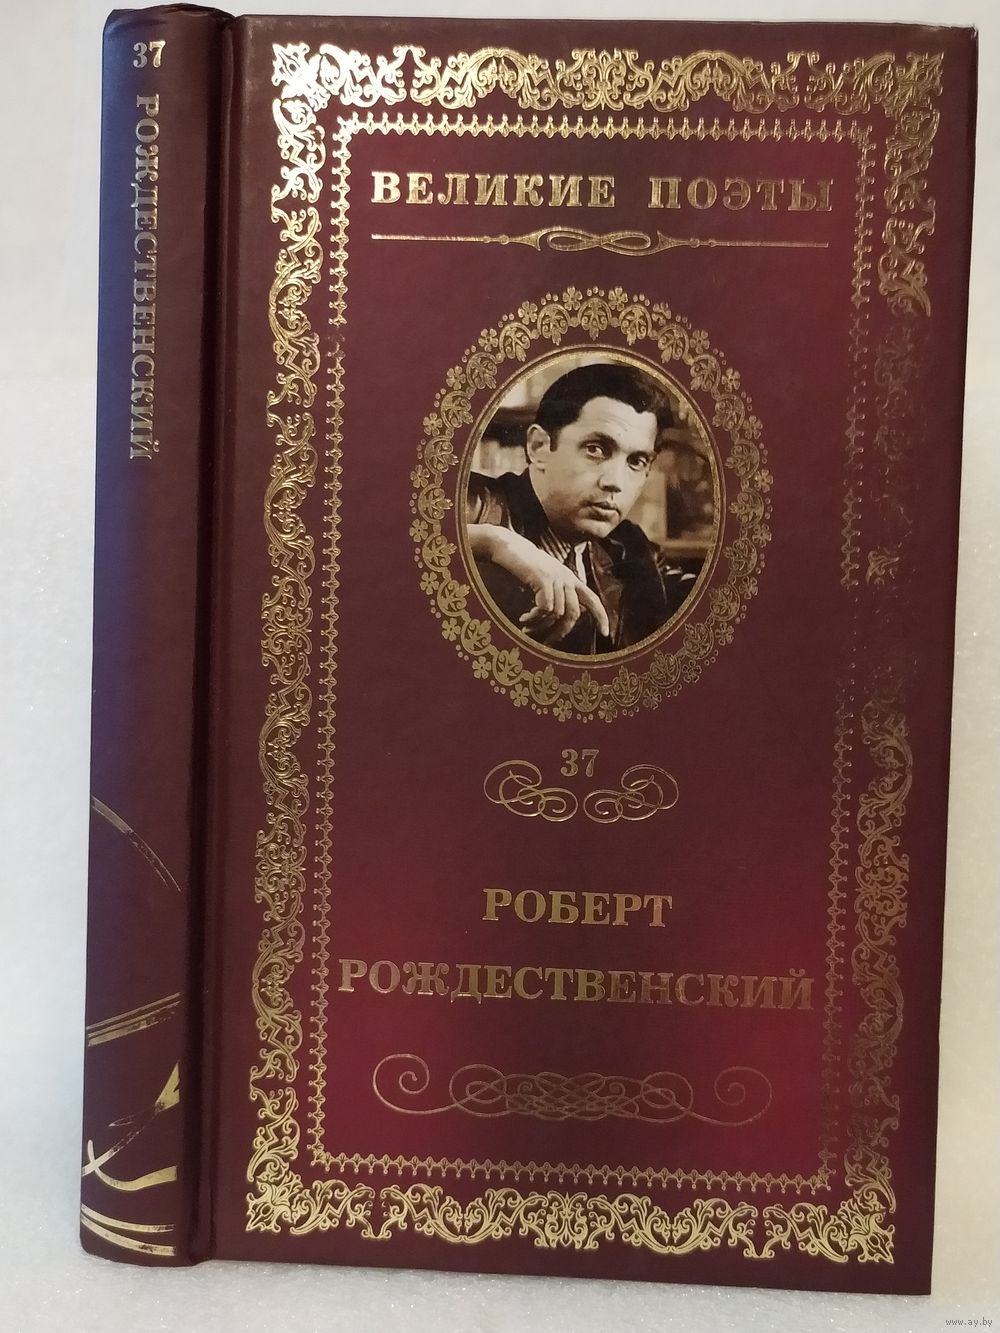 37 РОЖДЕСТВЕНСКИЙ
ВЕЛИКИЕ ПОЭТЫ
37
РОБЕРТ
РОЖДЕСТВЕНСКИЙ
www.ay.by